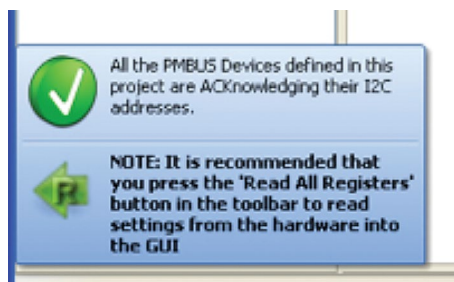 All the PMBUS Devices defined in this
project are ACKnowledging their I2C
addresses.
NOTE: It is recommended that
you press the 'Read All Registers'
button in the toolbar to read
settings from the hardware into
the GUI
R